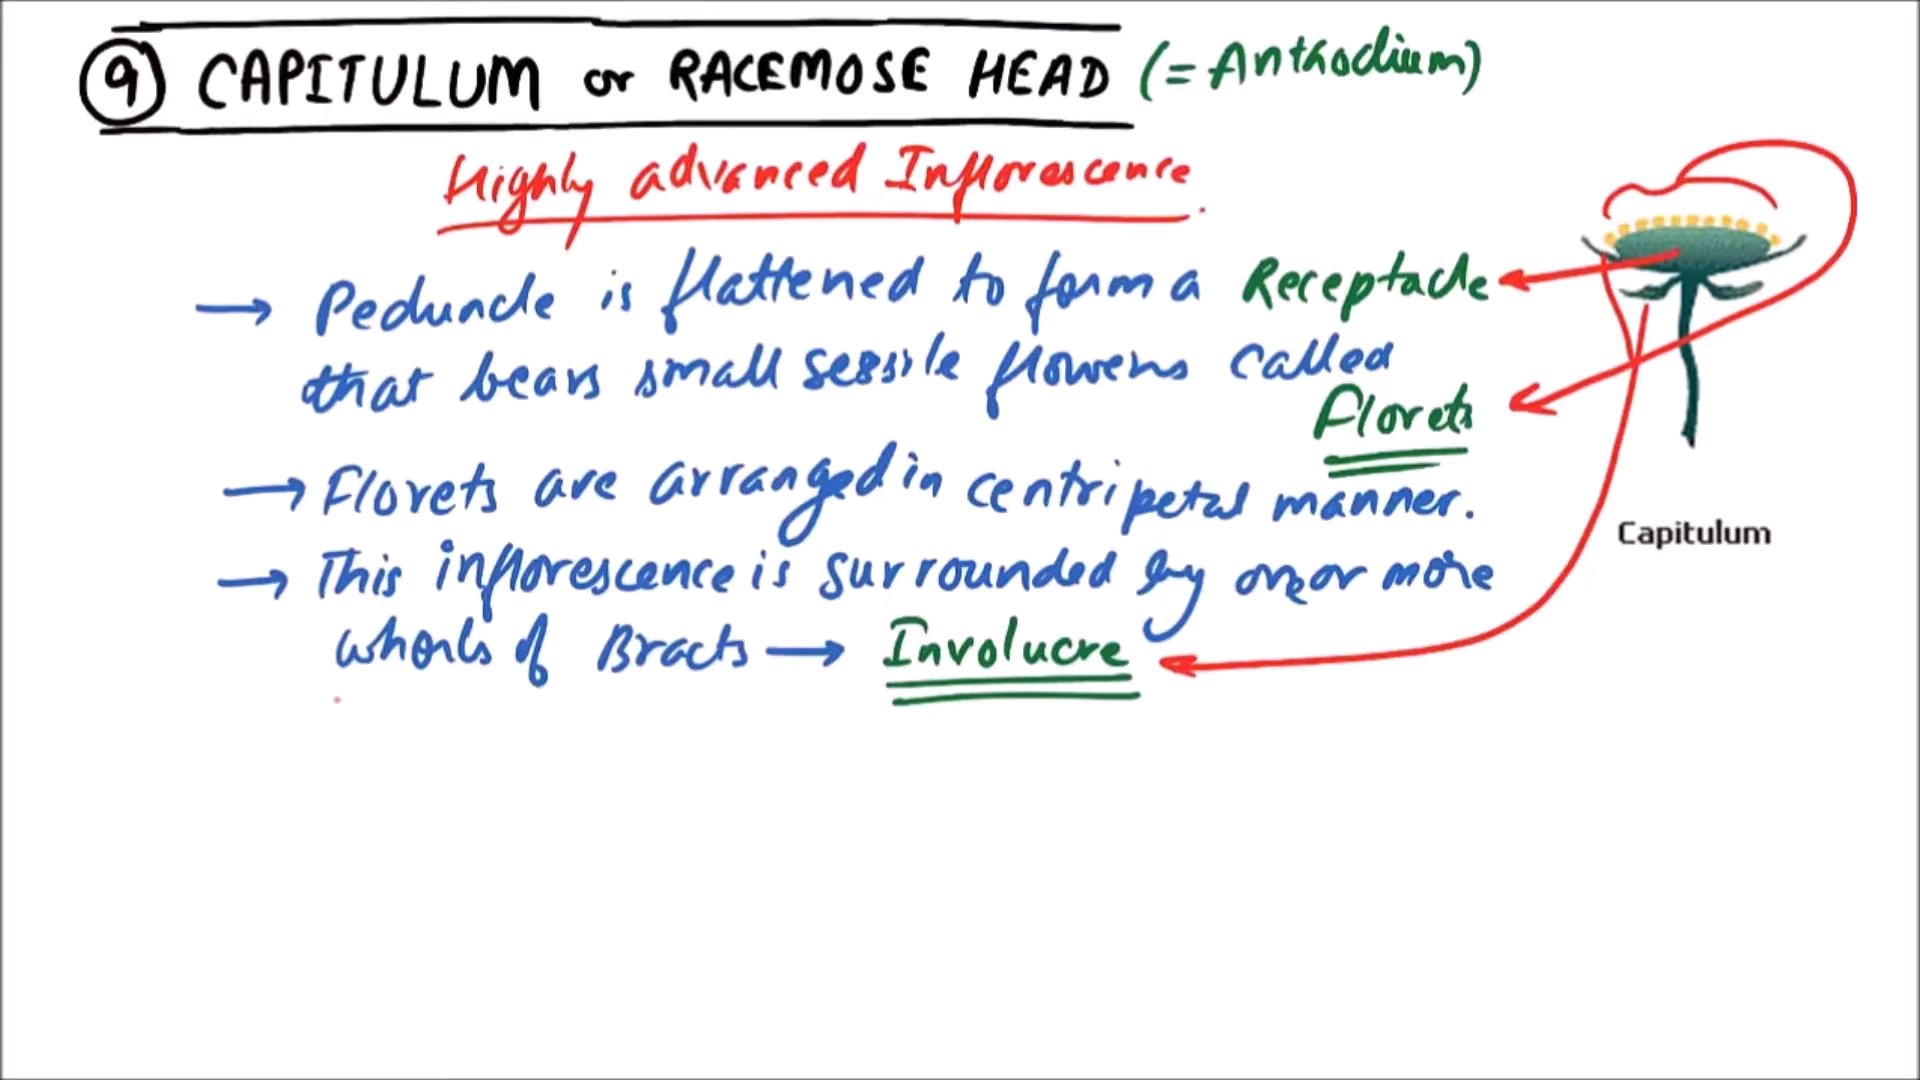 9 CAPITULUM or RACEMOSE HEAD (= Anthodium)
Highly advanced Inflorescence
→ Peduncle is flattened to form a Receptacle
that bears small sessile flowers called
Florets
→ Florets are arranged in centripetal manner.
Capitulum
→ This inflorescence is surrounded by one or more
whorls of Bracts → Involucre